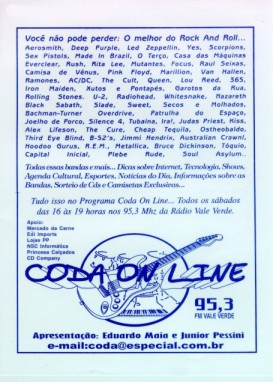 Você não pode perder: O melhor do Rock And Roll...
Aerosmith, Deep Purple, Led Zeppelin, Yes, Scorpions,
Sex Pistols, Made In Brazil, O Terço, Casa das Máquinas
Everclear, Rush, Rita Lee, Mutantes, Focus, Raul Seixas,
Camisa de Vênus, Pink Floyd, Marillion, Van Halen,
Ramones, AC/DC, The Cult, Queen, Lou Reed, 365,
Iron Maiden, Xutos e Pontapés, Garotos da Rua,
Rolling Stones, U-2, Radiohead, Whitesnake, Nazareth
Black Sabath, Slade, Sweet, Secos e Molhados,
Bachman-Turner Overdrive, Patrulha do Espaço,
Joelho de Porco, Silence 4, Tubaína, Ira!, Judas Priest, Kiss,
Alex Lifeson, The Cure, Cheap Tequila, Ostheobaldo,
Third Eye Blind, B-52's, Jimmi Hendrix, Australian Crawl,
Hoodoo Gurus, R.E.M., Metallica, Bruce Dickinson, Tóquio,
Capital Inicial, Plebe Rude, Soul Asylum..
Todas essas bandas e mais... Dicas sobre Internet, Tecnologia, Shows,
Agenda Cultural, Esportes, Notícias do Dia, Informações sobre as
Bandas, Sorteio de Cds e Camisetas Exclusivos...
Tudo isso no Programa Coda On Line... Todos os sábados
das 16 às 19 horas nos 95,3 Mhz da Rádio Vale Verde.
Apoio:
Mercado da Carne
Edi Imports
Lojas PP
NSC Informática
Princesa Calçados
CD Company
CODA ON LINE
95,3
FM VALE VERDE
Apresentação: Eduardo Maia e Junior Pessini
e-mail:coda@especial.com.br